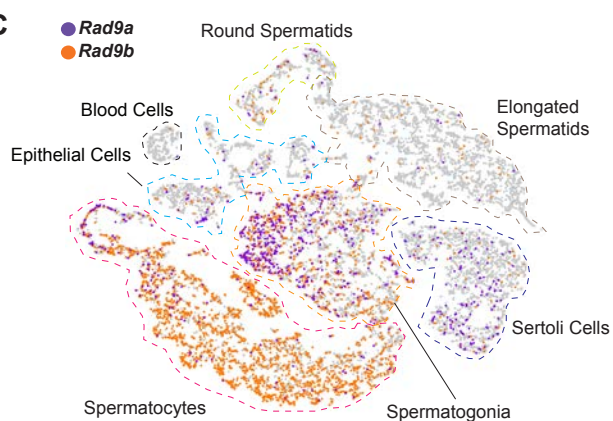 C
Rad9a
Rad9b
Round Spermatids
Blood Cells
Epithelial Cells
Elongated
Spermatids
Sertoli Cells
Spermatocytes
Spermatogonia